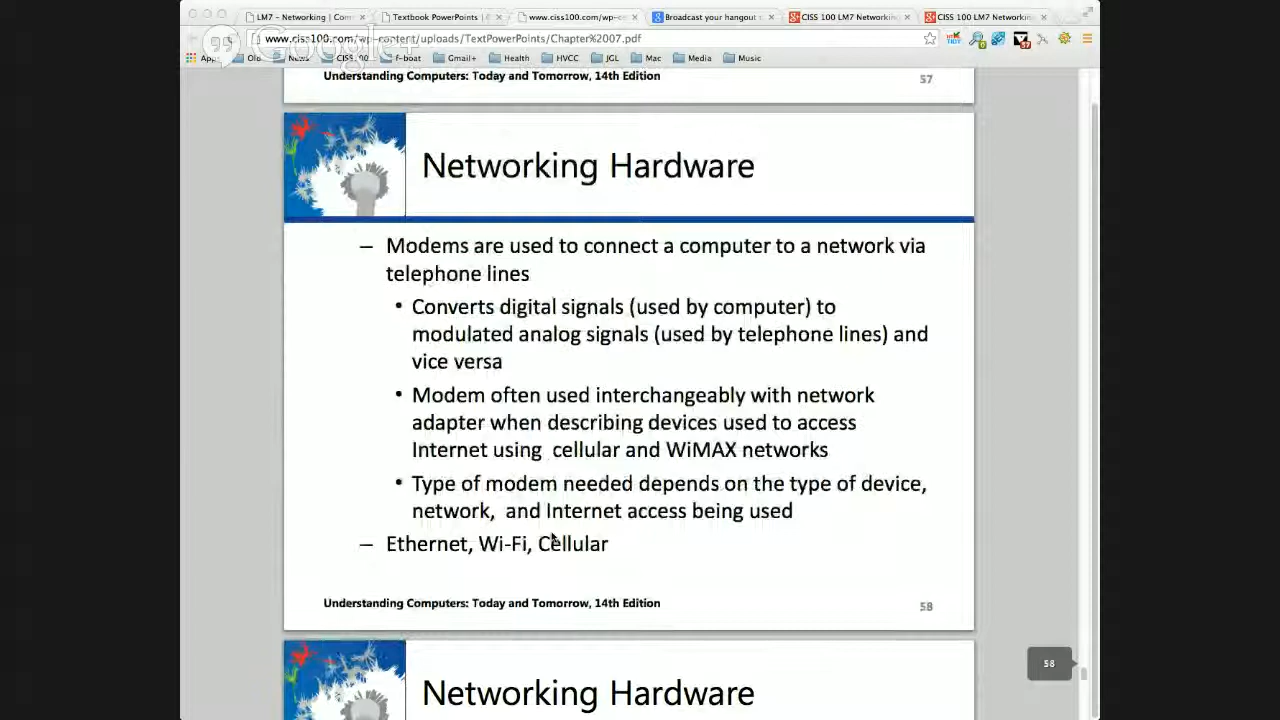 LM7 - Networking | Com
Textbook PowerPoints |
www.ciss100.com/wp-co
Broadcast your hangout
CISS 100 LM7 Networkin
CISS 100 LM7 Networkin
www.ciss100.com/wp-content/uploads/TextPowerPoints/Chapter%2007.pdf
Google+
News CISS100 f-boat Gmail+ Health HVCC JGL Mac Media Music
Understanding Computers: Today and Tomorrow, 14th Edition 57
Networking Hardware
– Modems are used to connect a computer to a network via
telephone lines
• Converts digital signals (used by computer) to
modulated analog signals (used by telephone lines) and
vice versa
• Modem often used interchangeably with network
adapter when describing devices used to access
Internet using cellular and WiMAX networks
• Type of modem needed depends on the type of device,
network, and Internet access being used
– Ethernet, Wi-Fi, Cellular
Understanding Computers: Today and Tomorrow, 14th Edition 58
58
Networking Hardware